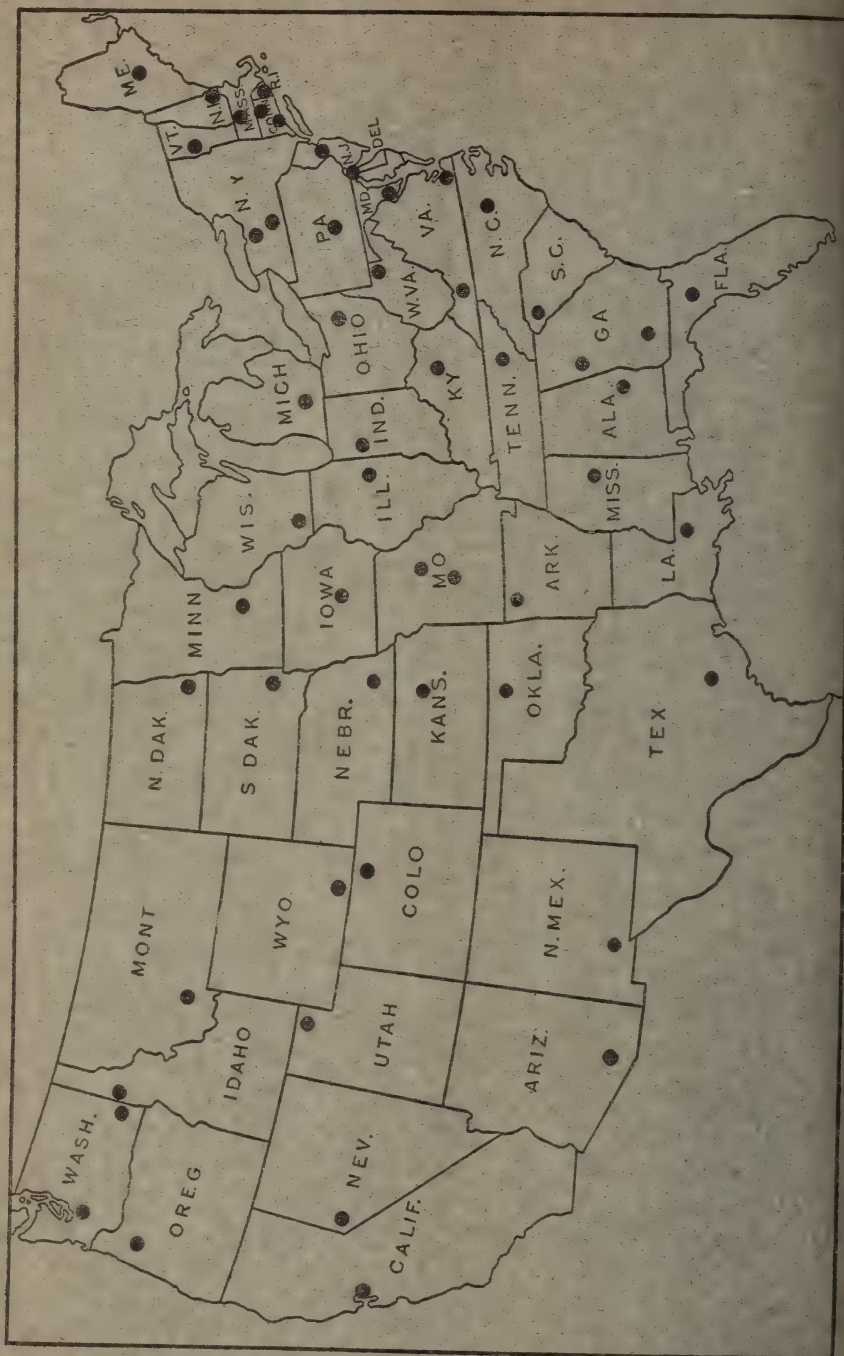 WASH.
OREG
CALIF.
NEV.
IDAHO
MONT
WYO.
UTAH
ARIZ.
COLO
N.MEX.
N.DAK.
S DAK.
NEBR.
KANS.
OKLA.
TEX
MINN
IOWA
MO
ARK
LA.
WIS.
ILL.
MICH
IND.
OHIO
KY
TENN.
MISS.
ALA.
GA
FLA.
S.C.
N.C.
VA.
W.VA.
MD.
DEL
PA
N.J.
N.Y
VT.
N.H.
ME.
MASS.
CONN
RI